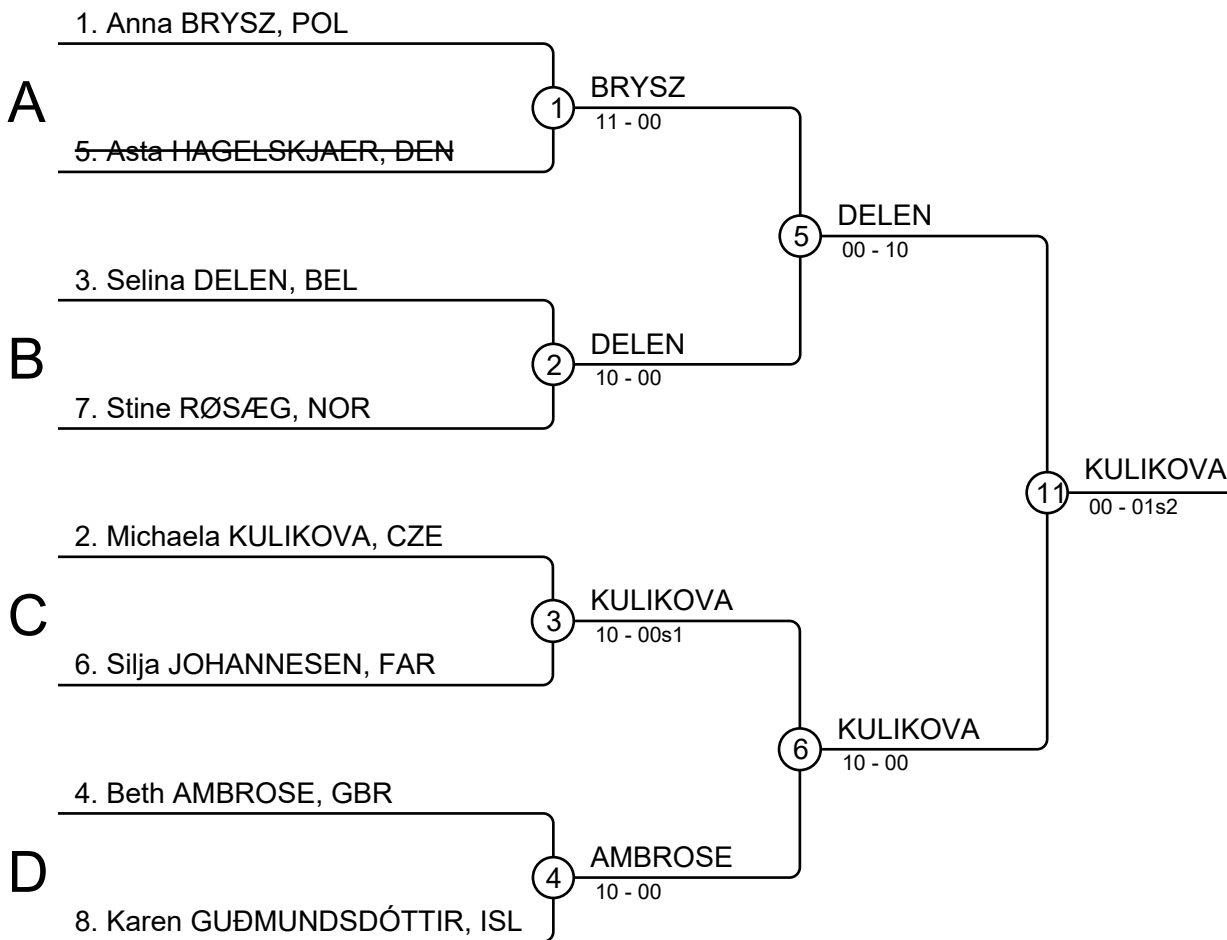 1. Anna BRYSZ, POL
A
1
BRYSZ
11 - 00
5. Asta HAGELSKJAER, DEN
5
DELEN
00 - 10
3. Selina DELEN, BEL
B
2
DELEN
10 - 00
7. Stine RØSÆG, NOR
11
KULIKOVA
00 - 01s2
2. Michaela KULIKOVA, CZE
C
3
KULIKOVA
10 - 00s1
6. Silja JOHANNESEN, FAR
6
KULIKOVA
10 - 00
4. Beth AMBROSE, GBR
D
4
AMBROSE
10 - 00
8. Karen GUÐMUNDSDÓTTIR, ISL